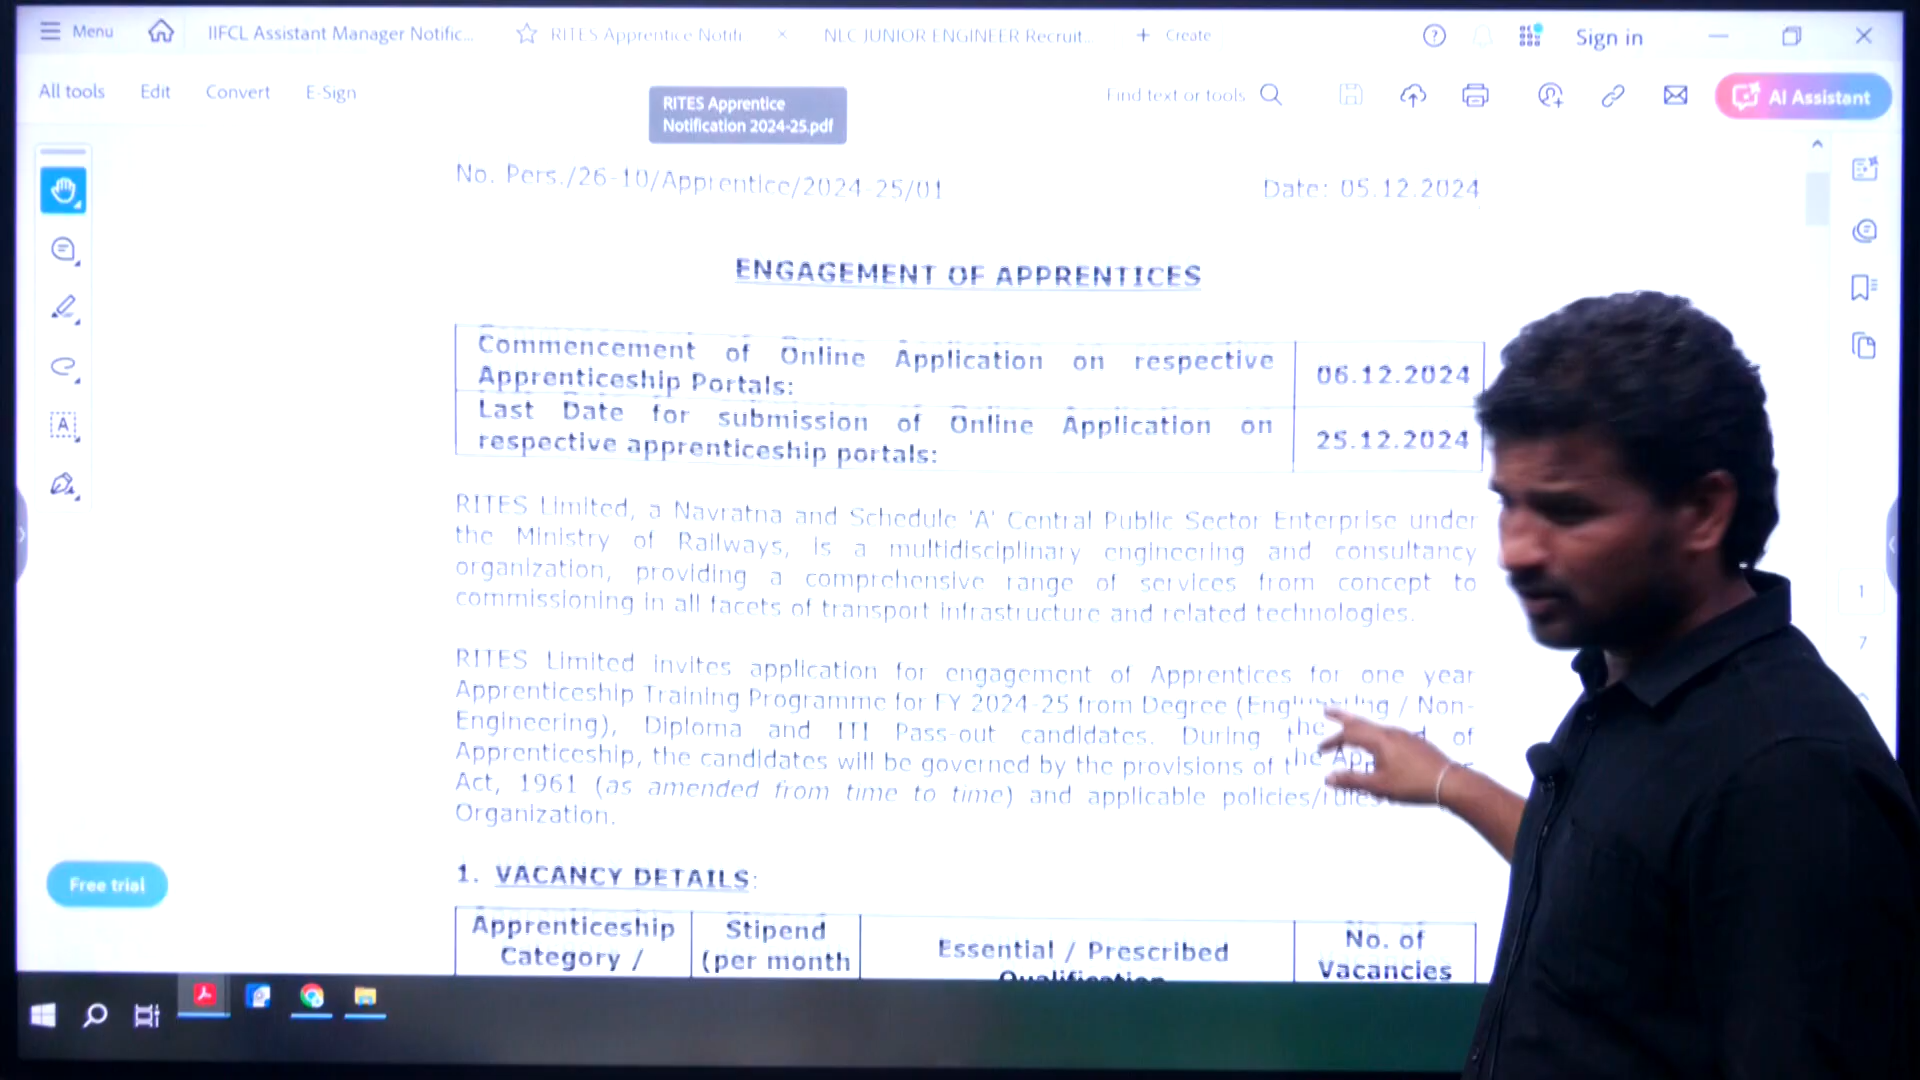 Menu
IIFCL Assistant Manager Notific...
RITES Apprentice Notifi
NLC JUNIOR ENGINEER Recruit...
Create
Sign in
All tools
Edit
Convert
E-Sign
RITES Apprentice
Notification 2024-25.pdf
Find text or tools
AI Assistant
No. Pers./26-10/Apprentice/2024-25/01
Date: 05.12.2024
ENGAGEMENT OF APPRENTICES
Commencement of Online Application on respective
Apprenticeship Portals:
06.12.2024
Last Date for submission of Online Application on
respective apprenticeship portals:
25.12.2024
RITES Limited, a Navratna and Schedule 'A' Central Public Sector Enterprise under
the Ministry of Railways, is a multidisciplinary engineering and consultancy
organization, providing a comprehensive range of services from concept to
commissioning in all facets of transport infrastructure and related technologies.
RITES Limited invites application for engagement of Apprentices for one year
Apprenticeship Training Programme for FY 2024-25 from Degree (Engineering / Non-
Engineering), Diploma and ITI Pass-out candidates. During the of
Apprenticeship, the candidates will be governed by the provisions of the
Act, 1961 (as amended from time to time) and applicable policies/rules
Organization.
1. VACANCY DETAILS:
Apprenticeship
Category /
Stipend
(per month
Essential / Prescribed
Qualification
No. of
Vacancies
1
7
Free trial